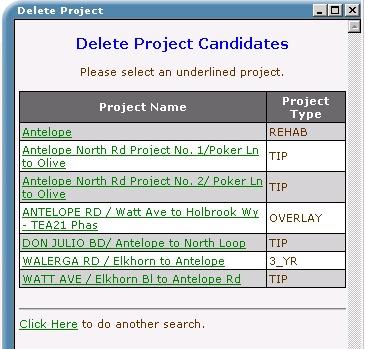 Delete Project
Delete Project Candidates
Please select an underlined project.
Project Name Project Type
Antelope REHAB
Antelope North Rd Project No. 1/Poker Ln
to Olive TIP
Antelope North Rd Project No. 2/ Poker Ln
to Olive TIP
ANTELOPE RD / Watt Ave to Holbrook Wy
- TEA21 Phas OVERLAY
DON JULIO BD/ Antelope to North Loop TIP
WALERGA RD / Elkhorn to Antelope 3_YR
WATT AVE / Elkhorn Bl to Antelope Rd TIP
Click Here to do another search.